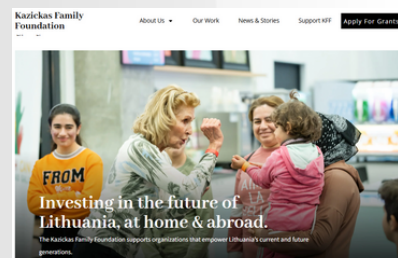 Kazickas Family
Foundation
About Us
Our Work
News & Stories
Support KFF
Apply For Grants
FROM
Investing in the future of
Lithuania, at home & abroad.
The Kazickas Family Foundation supports organizations that empower Lithuania's current and future
generations.